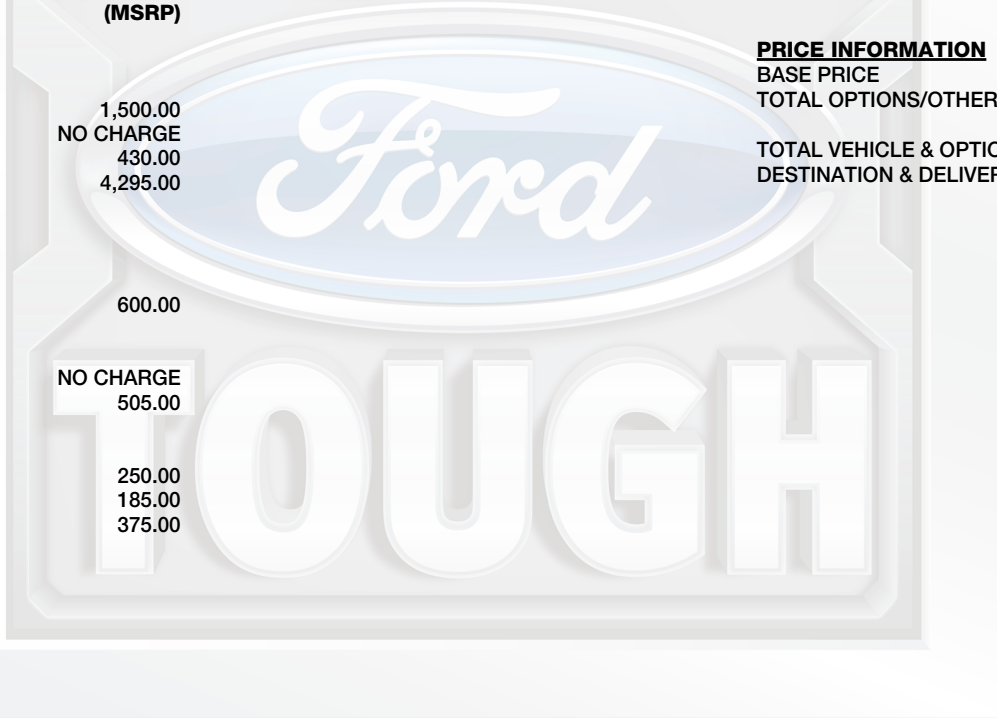 (MSRP)
1,500.00
NO CHARGE
430.00
4,295.00
600.00
NO CHARGE
505.00
250.00
185.00
375.00
PRICE INFORMATION
BASE PRICE
TOTAL OPTIONS/OTHER
TOTAL VEHICLE & OPTIO
DESTINATION & DELIVER
Ford
TOUGH